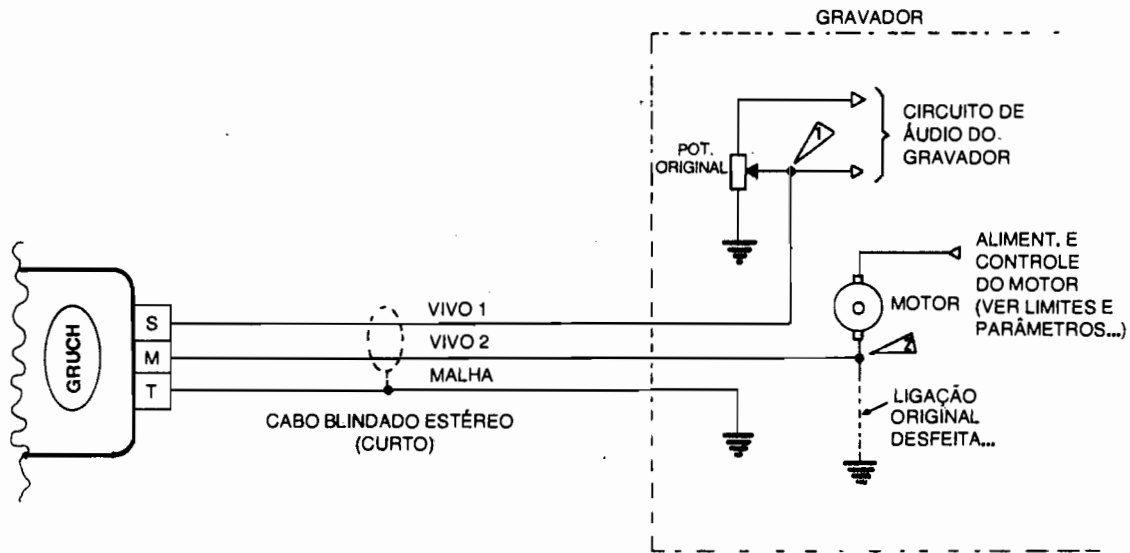 GRAVADOR
CIRCUITO DE
ÁUDIO DO
GRAVADOR
POT.
ORIGINAL
1
ALIMENT. E
CONTROLE
DO MOTOR
(VER LIMITES E
PARÂMETROS...)
MOTOR
2
LIGAÇÃO
ORIGINAL
DESFEITA...
GRUCH
S
M
T
VIVO 1
VIVO 2
MALHA
CABO BLINDADO ESTÉREO
(CURTO)